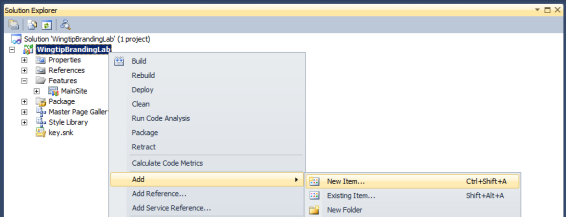 Solution Explorer
Solution 'WingtipBrandingLab' (1 project)
WingtipBrandingLab
Properties
References
Features
MainSite
Package
Master Page Galler
Style Library
key.snk
Build
Rebuild
Deploy
Clean
Run Code Analysis
Package
Retract
Calculate Code Metrics
Add
Add Reference...
Add Service Reference...
New Item... Ctrl+Shift+A
Existing Item... Shift+Alt+A
New Folder